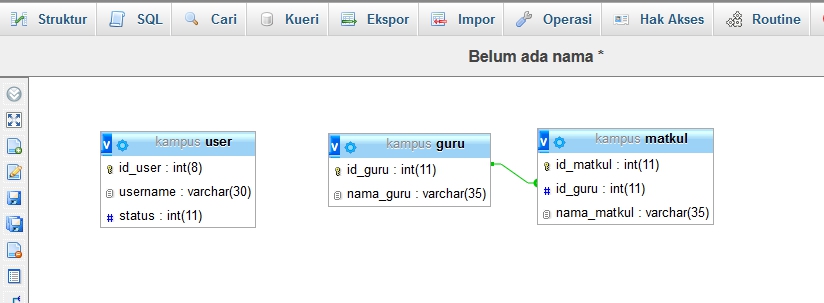 Struktur SQL Cari Kueri Ekspor Impor Operasi Hak Akses Routine
Belum ada nama *
kampus user
id_user : int(8)
username : varchar(30)
status : int(11)
kampus guru
id_guru : int(11)
nama_guru : varchar(35)
kampus matkul
id_matkul : int(11)
id_guru : int(11)
nama_matkul : varchar(35)